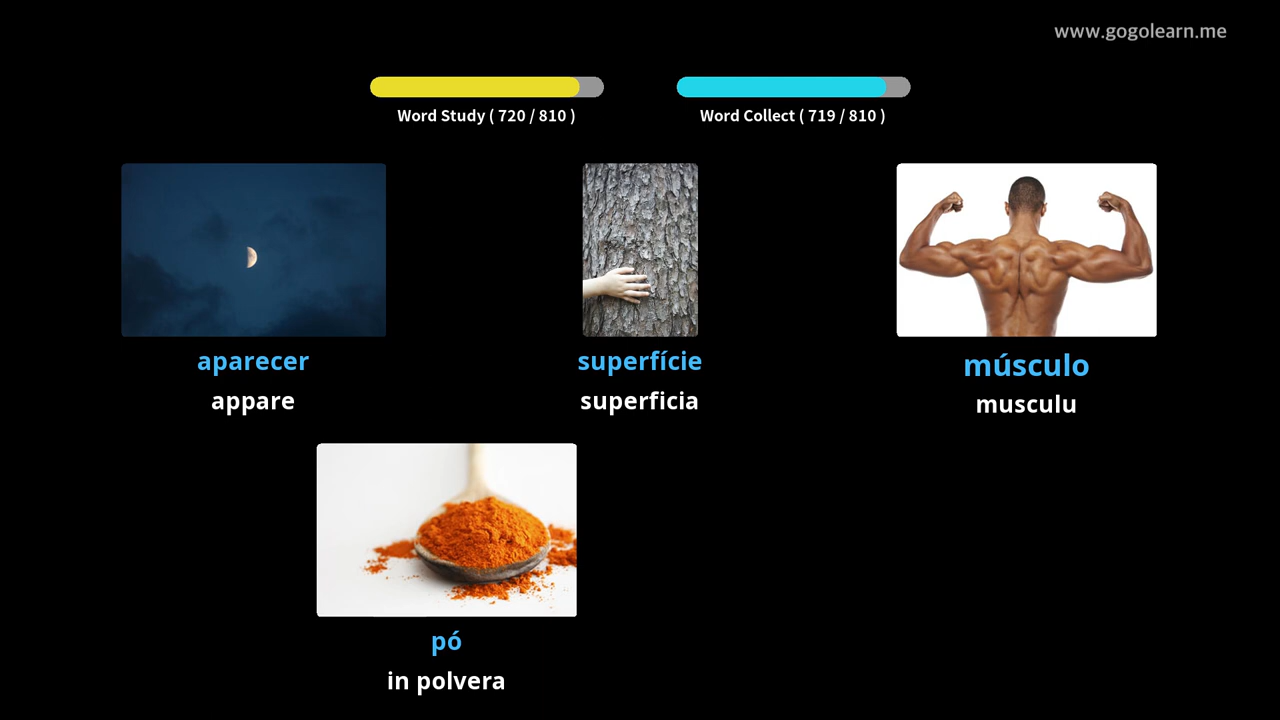 www.gogolearn.me
Word Study ( 720 / 810 )
Word Collect ( 719 / 810 )
aparecer
appare
superfície
superficia
músculo
musculu
pó
in polvera